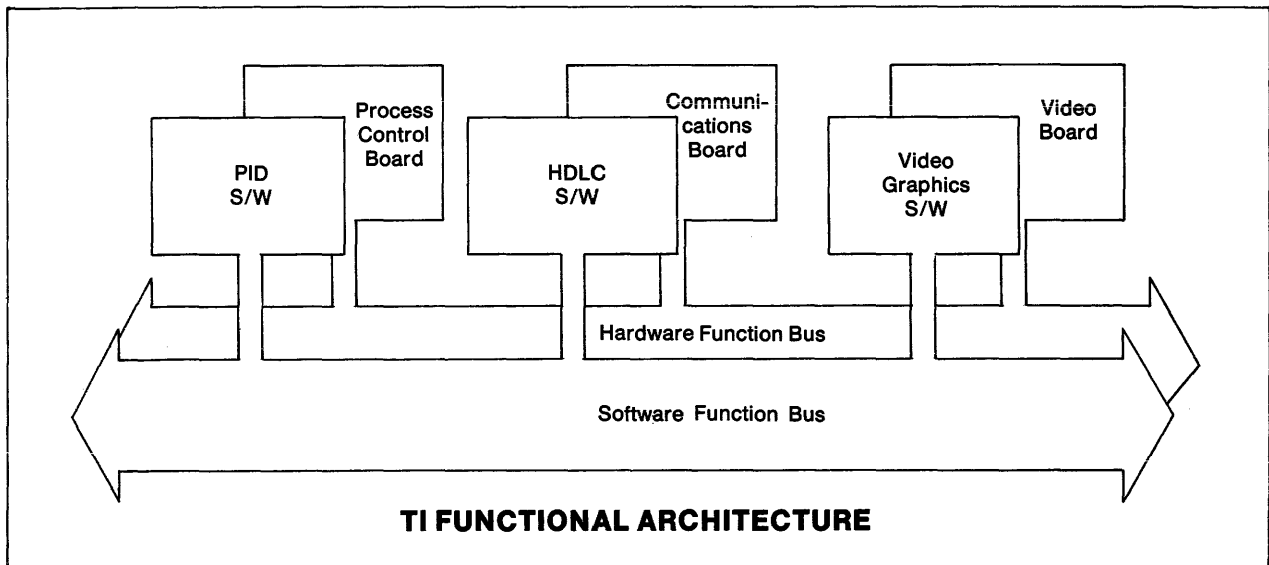 Process
Control
Board
PID
S/W
Communi-
cations
Board
HDLC
S/W
Video
Board
Video
Graphics
S/W
Hardware Function Bus
Software Function Bus
TI FUNCTIONAL ARCHITECTURE